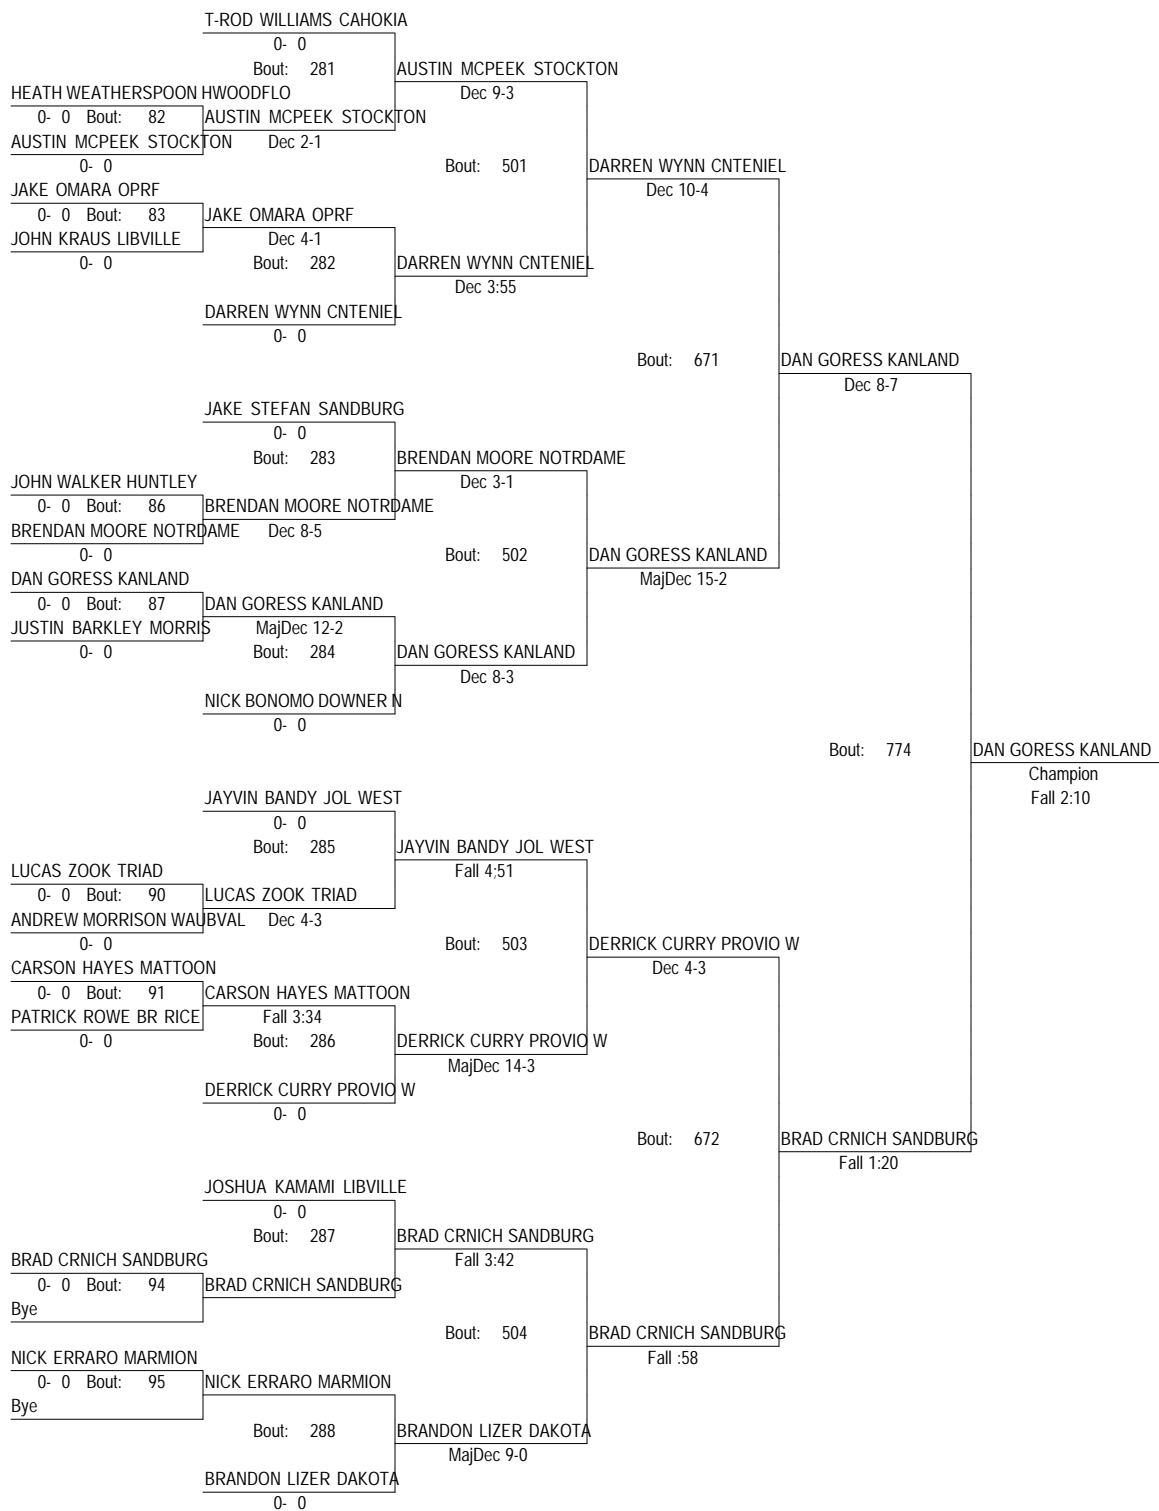 T-ROD WILLIAMS CAHOKIA
0- 0
Bout: 281
AUSTIN MCPEEK STOCKTON
HEATH WEATHERSPOON HWOODFLO
Dec 9-3
0- 0 Bout: 82
AUSTIN MCPEEK STOCKTON
AUSTIN MCPEEK STOCKTON
Dec 2-1
0- 0
Bout: 501
DARREN WYNN CNTENIEL
JAKE OMARA OPRF
Dec 10-4
0- 0 Bout: 83
JAKE OMARA OPRF
JOHN KRAUS LIBVILLE
Dec 4-1
0- 0
Bout: 282
DARREN WYNN CNTENIEL
Dec 3:55
DARREN WYNN CNTENIEL
0- 0
Bout: 671
DAN GORESS KANLAND
Dec 8-7
JAKE STEFAN SANDBURG
0- 0
Bout: 283
BRENDAN MOORE NOTRDAME
JOHN WALKER HUNTLEY
Dec 3-1
0- 0 Bout: 86
BRENDAN MOORE NOTRDAME
BRENDAN MOORE NOTRDAME
Dec 8-5
0- 0
Bout: 502
DAN GORESS KANLAND
DAN GORESS KANLAND
MajDec 15-2
0- 0 Bout: 87
DAN GORESS KANLAND
JUSTIN BARKLEY MORRIS
MajDec 12-2
0- 0
Bout: 284
DAN GORESS KANLAND
Dec 8-3
NICK BONOMO DOWNER N
0- 0
Bout: 774
DAN GORESS KANLAND
Champion
Fall 2:10
JAYVIN BANDY JOL WEST
0- 0
Bout: 285
JAYVIN BANDY JOL WEST
LUCAS ZOOK TRIAD
Fall 4;51
0- 0 Bout: 90
LUCAS ZOOK TRIAD
ANDREW MORRISON WAUBVAL
Dec 4-3
0- 0
Bout: 503
DERRICK CURRY PROVIO W
CARSON HAYES MATTOON
Dec 4-3
0- 0 Bout: 91
CARSON HAYES MATTOON
PATRICK ROWE BR RICE
Fall 3:34
0- 0
Bout: 286
DERRICK CURRY PROVIO W
MajDec 14-3
DERRICK CURRY PROVIO W
0- 0
Bout: 672
BRAD CRNICH SANDBURG
Fall 1:20
JOSHUA KAMAMI LIBVILLE
0- 0
Bout: 287
BRAD CRNICH SANDBURG
BRAD CRNICH SANDBURG
Fall 3:42
0- 0 Bout: 94
BRAD CRNICH SANDBURG
Bye
Bout: 504
BRAD CRNICH SANDBURG
NICK ERRARO MARMION
Fall :58
0- 0 Bout: 95
NICK ERRARO MARMION
Bye
Bout: 288
BRANDON LIZER DAKOTA
MajDec 9-0
BRANDON LIZER DAKOTA
0- 0